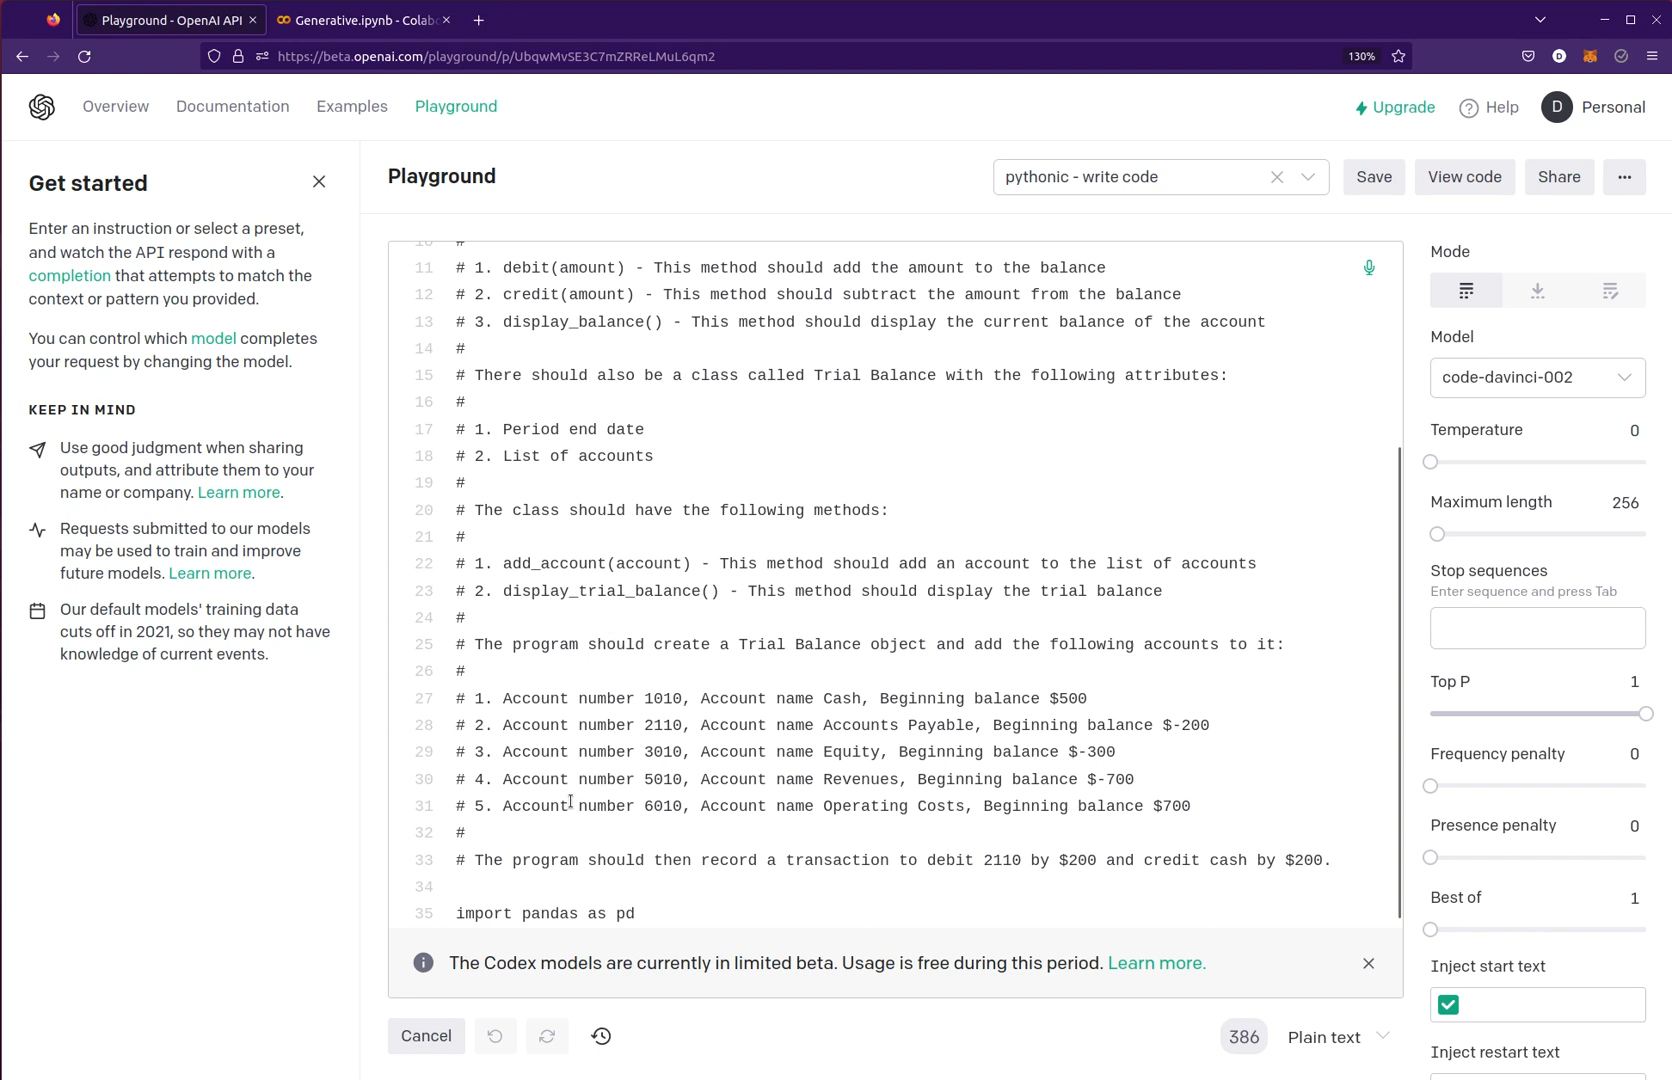 Playground - OpenAI API
Generative.ipynb - Colab
https://beta.openai.com/playground/p/UbqwMvSE3C7mZRReLMuL6qm2
130%
Overview
Documentation
Examples
Playground
Upgrade
Help
D
Personal
Get started
Enter an instruction or select a preset,
and watch the API respond with a
completion that attempts to match the
context or pattern you provided.
You can control which model completes
your request by changing the model.
KEEP IN MIND
Use good judgment when sharing
outputs, and attribute them to your
name or company. Learn more.
Requests submitted to our models
may be used to train and improve
future models. Learn more.
Our default models' training data
cuts off in 2021, so they may not have
knowledge of current events.
Playground
pythonic - write code
Save
View code
Share
...
10 #
11 # 1. debit(amount) - This method should add the amount to the balance
12 # 2. credit(amount) - This method should subtract the amount from the balance
13 # 3. display_balance() - This method should display the current balance of the account
14 #
15 # There should also be a class called Trial Balance with the following attributes:
16 #
17 # 1. Period end date
18 # 2. List of accounts
19 #
20 # The class should have the following methods:
21 #
22 # 1. add_account(account) - This method should add an account to the list of accounts
23 # 2. display_trial_balance() - This method should display the trial balance
24 #
25 # The program should create a Trial Balance object and add the following accounts to it:
26 #
27 # 1. Account number 1010, Account name Cash, Beginning balance $500
28 # 2. Account number 2110, Account name Accounts Payable, Beginning balance $-200
29 # 3. Account number 3010, Account name Equity, Beginning balance $-300
30 # 4. Account number 5010, Account name Revenues, Beginning balance $-700
31 # 5. Account number 6010, Account name Operating Costs, Beginning balance $700
32 #
33 # The program should then record a transaction to debit 2110 by $200 and credit cash by $200.
34
35 import pandas as pd
The Codex models are currently in limited beta. Usage is free during this period. Learn more.
Cancel
386
Plain text
Mode
Model
code-davinci-002
Temperature 0
Maximum length 256
Stop sequences
Enter sequence and press Tab
Top P 1
Frequency penalty 0
Presence penalty 0
Best of 1
Inject start text
Inject restart text